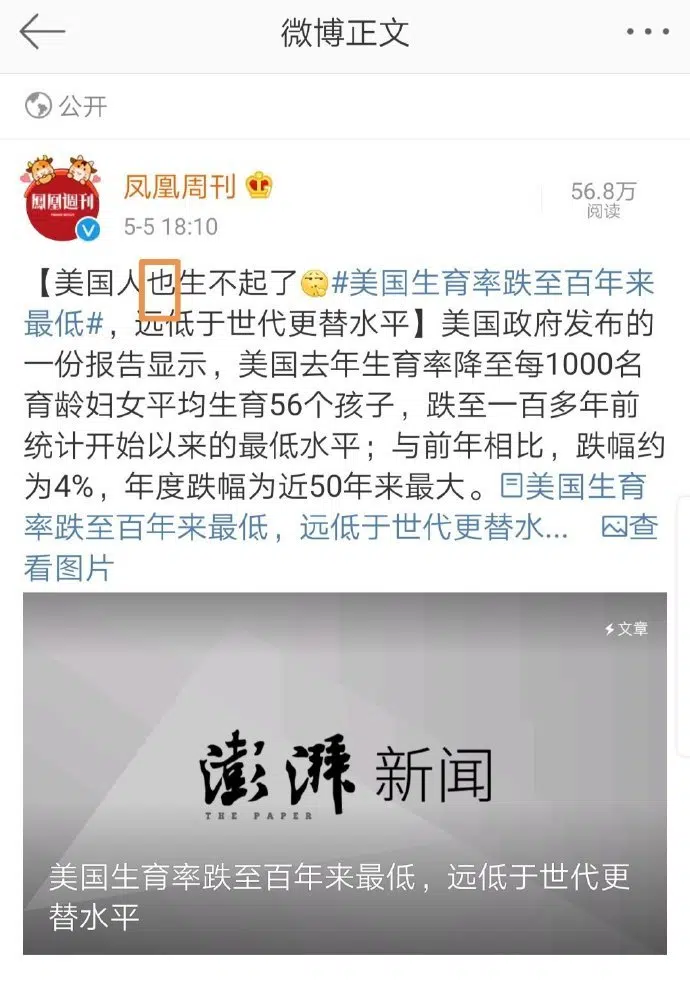 微博正文
公开
凤凰周刊
5-5 18:10
56.8万
阅读
鳳凰週刊
【美国人也生不起了🤔#美国生育率跌至百年来
最低#，远低于世代更替水平】美国政府发布的
一份报告显示，美国去年生育率降至每1000名
育龄妇女平均生育56个孩子，跌至一百多年前
统计开始以来的最低水平；与前年相比，跌幅约
为4%，年度跌幅为近50年来最大。美国生育
率跌至百年来最低，远低于世代更替水... 查
看图片
文章
澎湃新闻
THE PAPER
美国生育率跌至百年来最低，远低于世代更
替水平